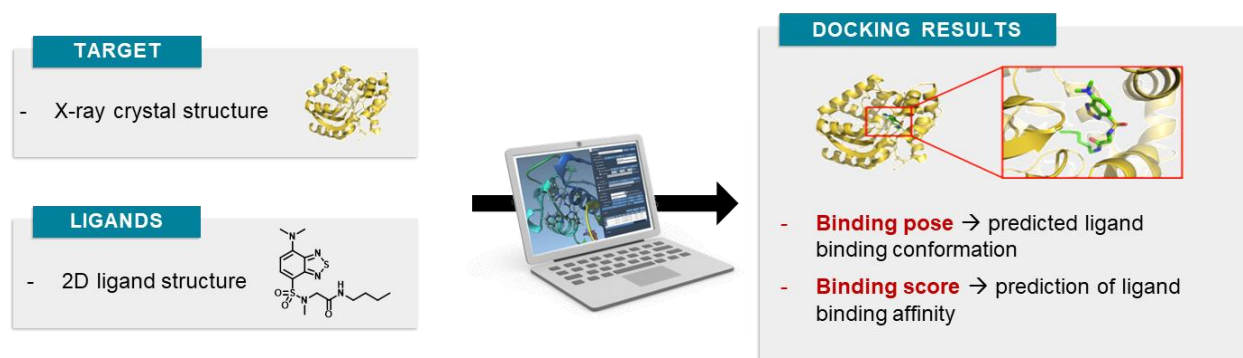 TARGET
- X-ray crystal structure
LIGANDS
- 2D ligand structure
N
N
S
N
O
O
S
N
O
H
N
DOCKING RESULTS
- Binding pose → predicted ligand
binding conformation
- Binding score → prediction of ligand
binding affinity